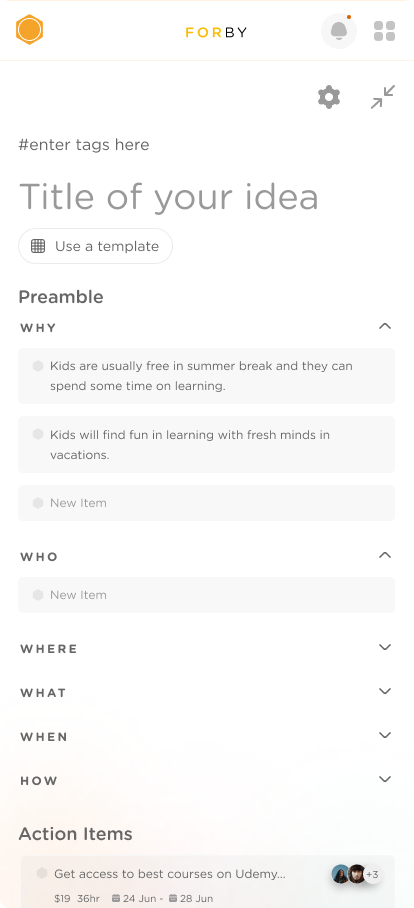 FORBY
#enter tags here
Title of your idea
Use a template
Preamble
WHY
Kids are usually free in summer break and they can
spend some time on learning.
Kids will find fun in learning with fresh minds in
vacations.
New Item
WHO
New Item
WHERE
WHAT
WHEN
HOW
Action Items
Get access to best courses on Udemy...
+3
$19 36hr 24 Jun - 28 Jun